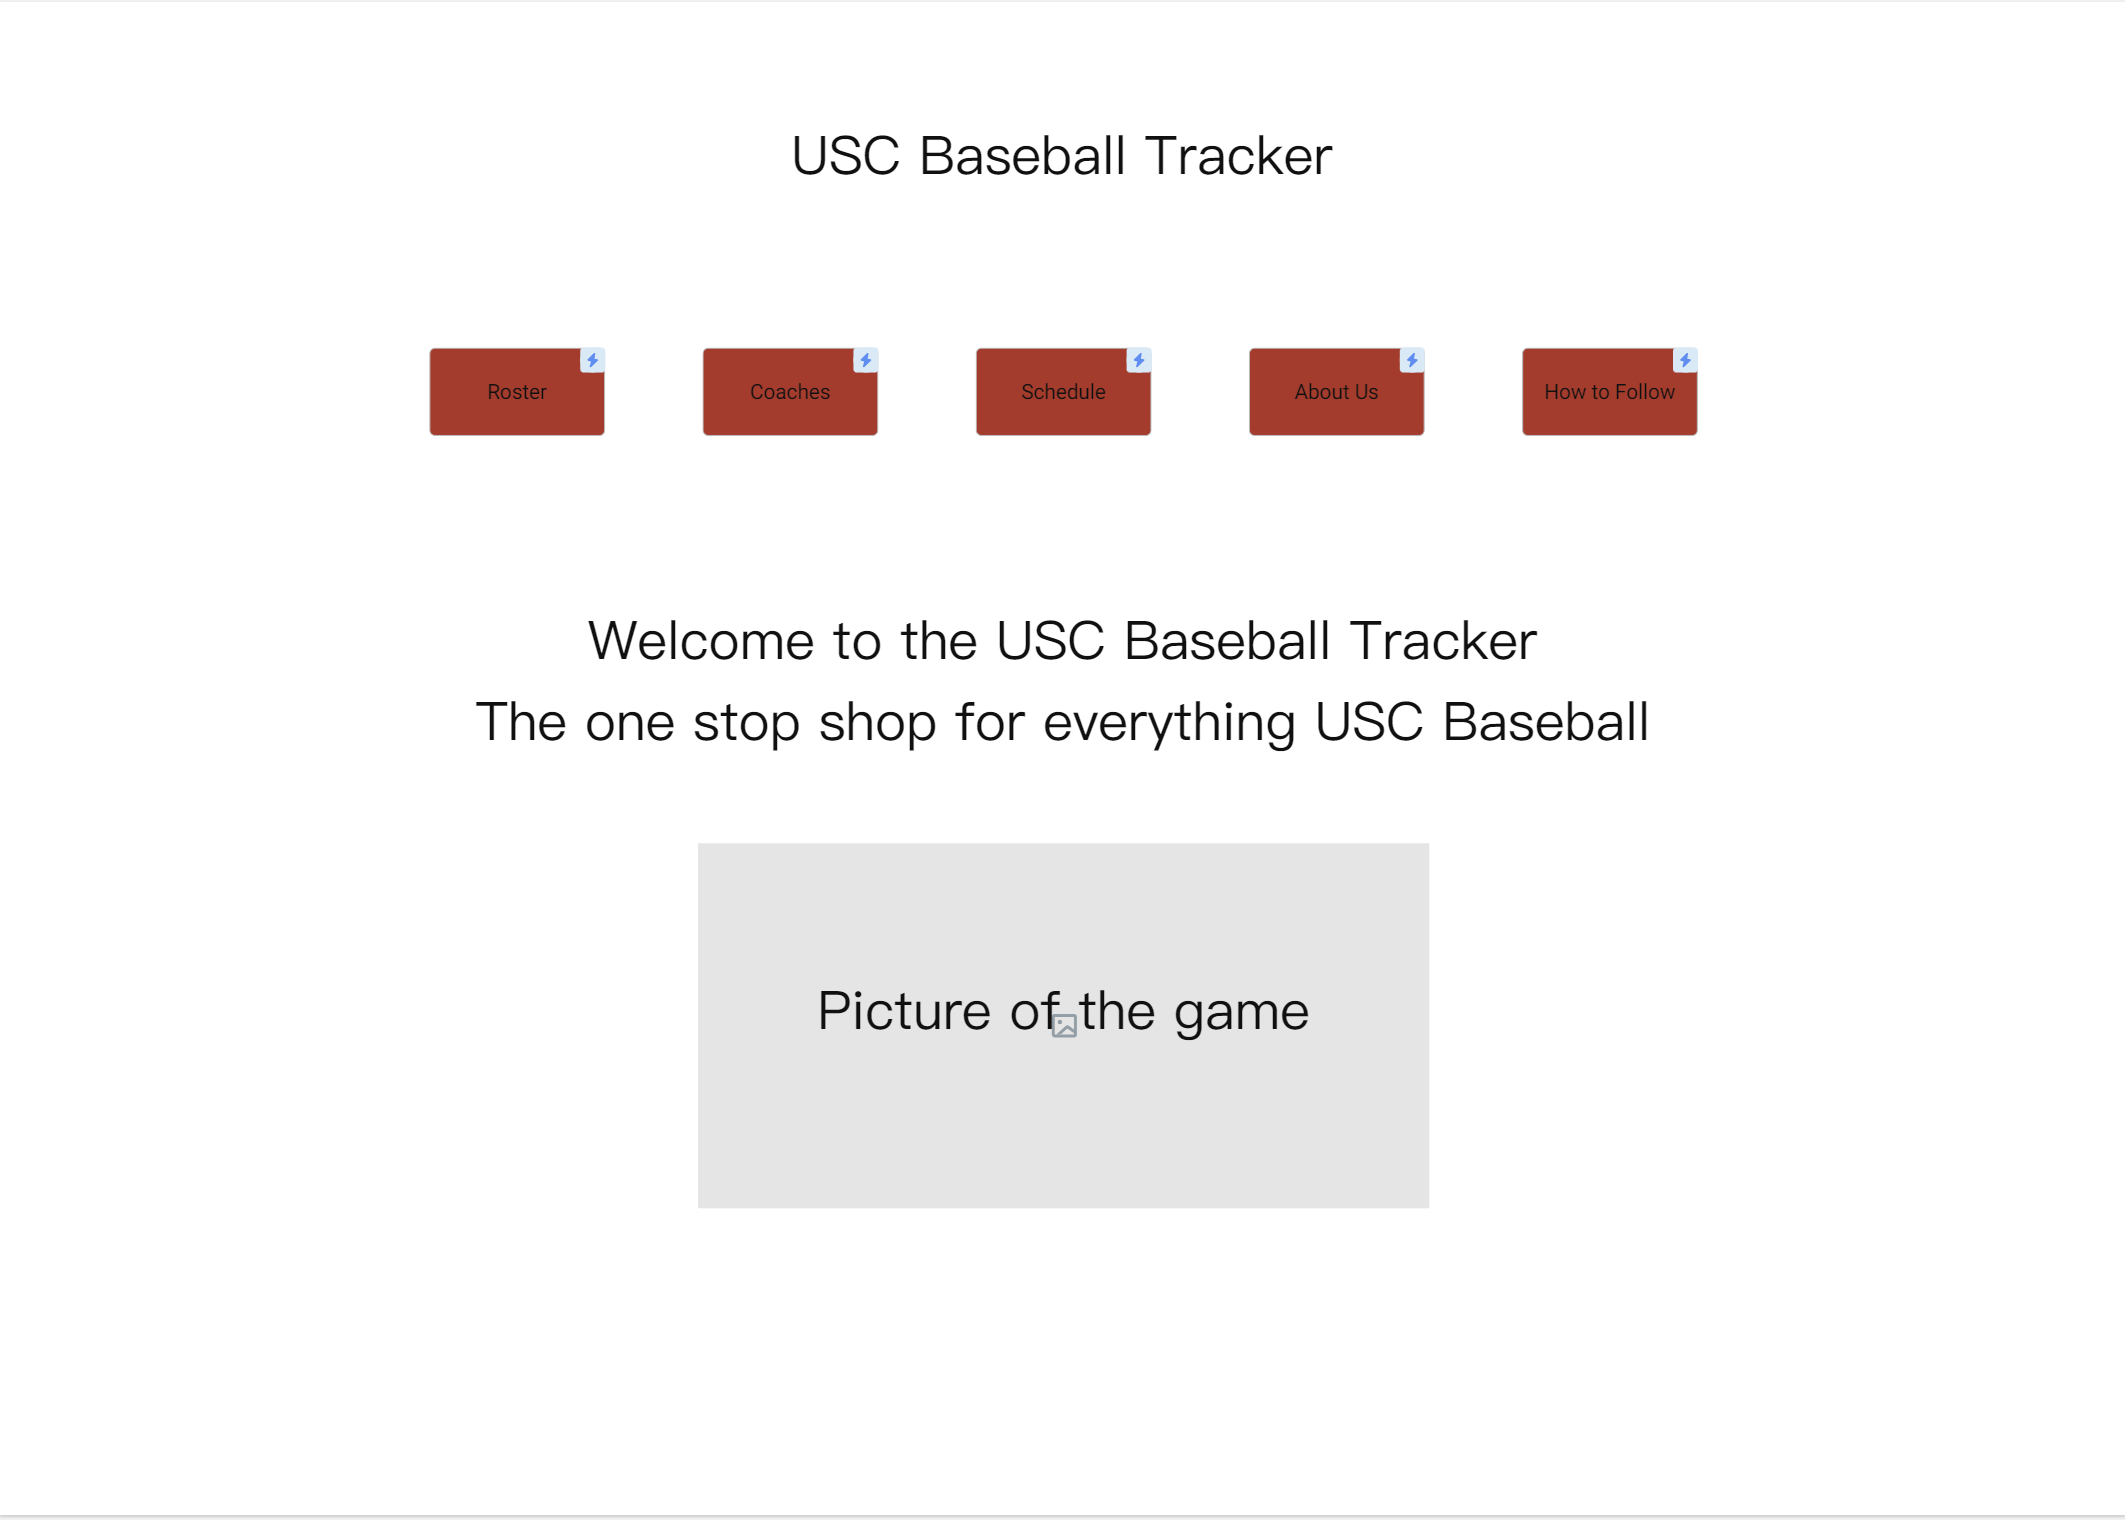 USC Baseball Tracker
Roster
Coaches
Schedule
About Us
How to Follow
Welcome to the USC Baseball Tracker
The one stop shop for everything USC Baseball
Picture of the game